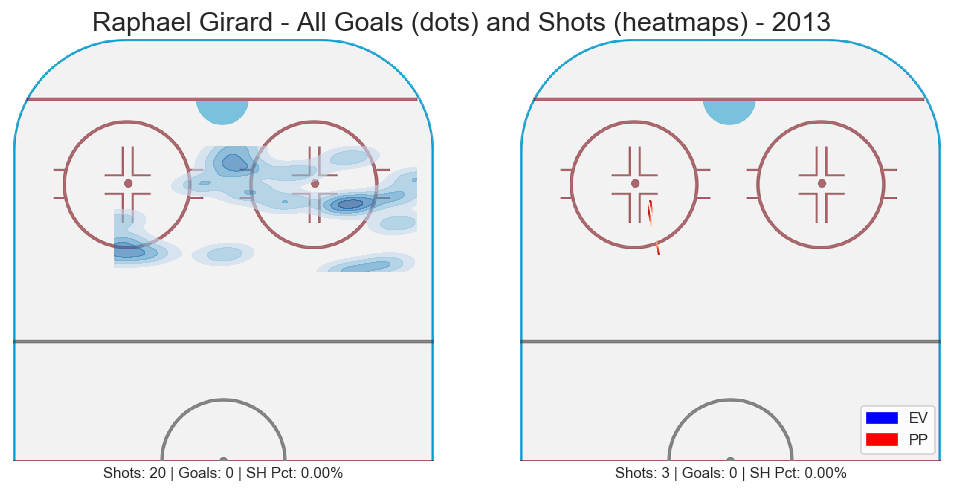 Raphael Girard - All Goals (dots) and Shots (heatmaps) - 2013
EV
PP
Shots: 20 | Goals: 0 | SH Pct: 0.00%
Shots: 3 | Goals: 0 | SH Pct: 0.00%